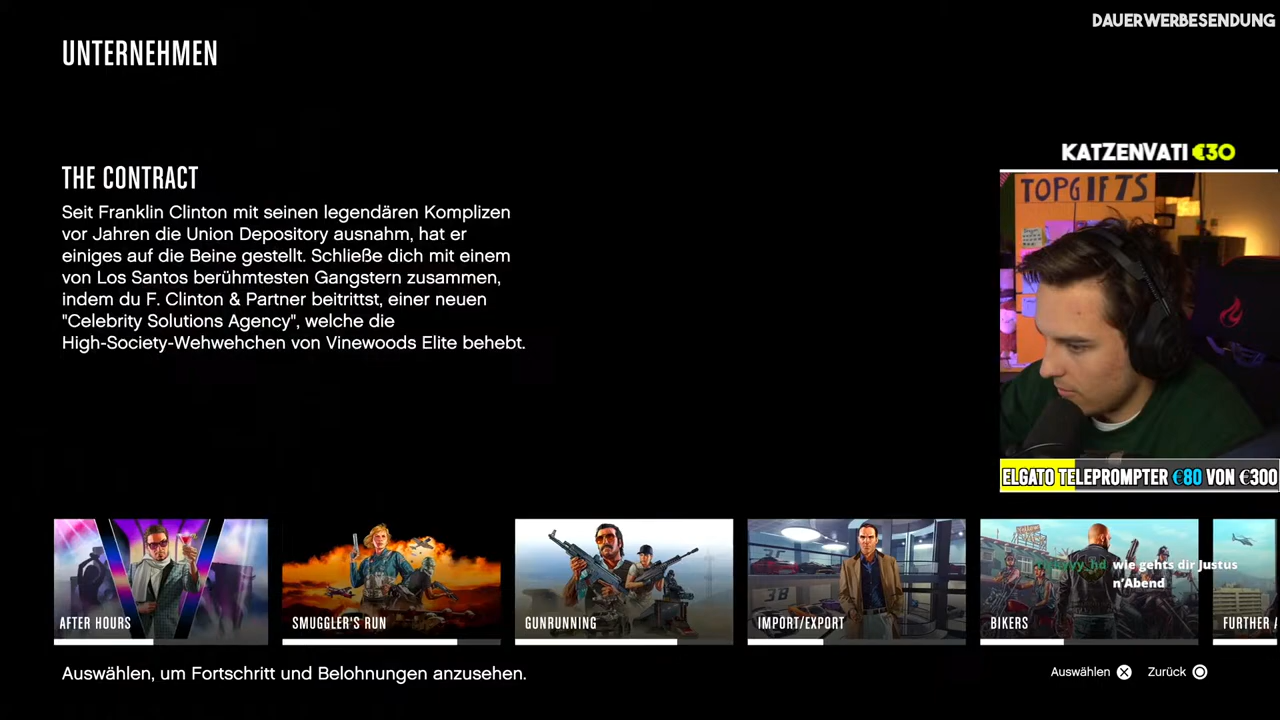 DAUERWERBESENDUNG
UNTERNEHMEN
KATZENVATI €30
THE CONTRACT
Seit Franklin Clinton mit seinen legendären Komplizen
vor Jahren die Union Depository ausnahm, hat er
einiges auf die Beine gestellt. Schließe dich mit einem
von Los Santos berühmtesten Gangstern zusammen,
indem du F. Clinton & Partner beitrittst, einer neuen
"Celebrity Solutions Agency", welche die
High-Society-Wehwehchen von Vinewoods Elite behebt.
TOPGIFTS
ELGATO TELEPROMPTER €80 VON €300
wie gehts dir Justus
n'Abend
AFTER HOURS
SMUGGLER'S RUN
GUNRUNNING
IMPORT/EXPORT
BIKERS
FURTHER
Auswählen, um Fortschritt und Belohnungen anzusehen.
Auswählen
Zurück